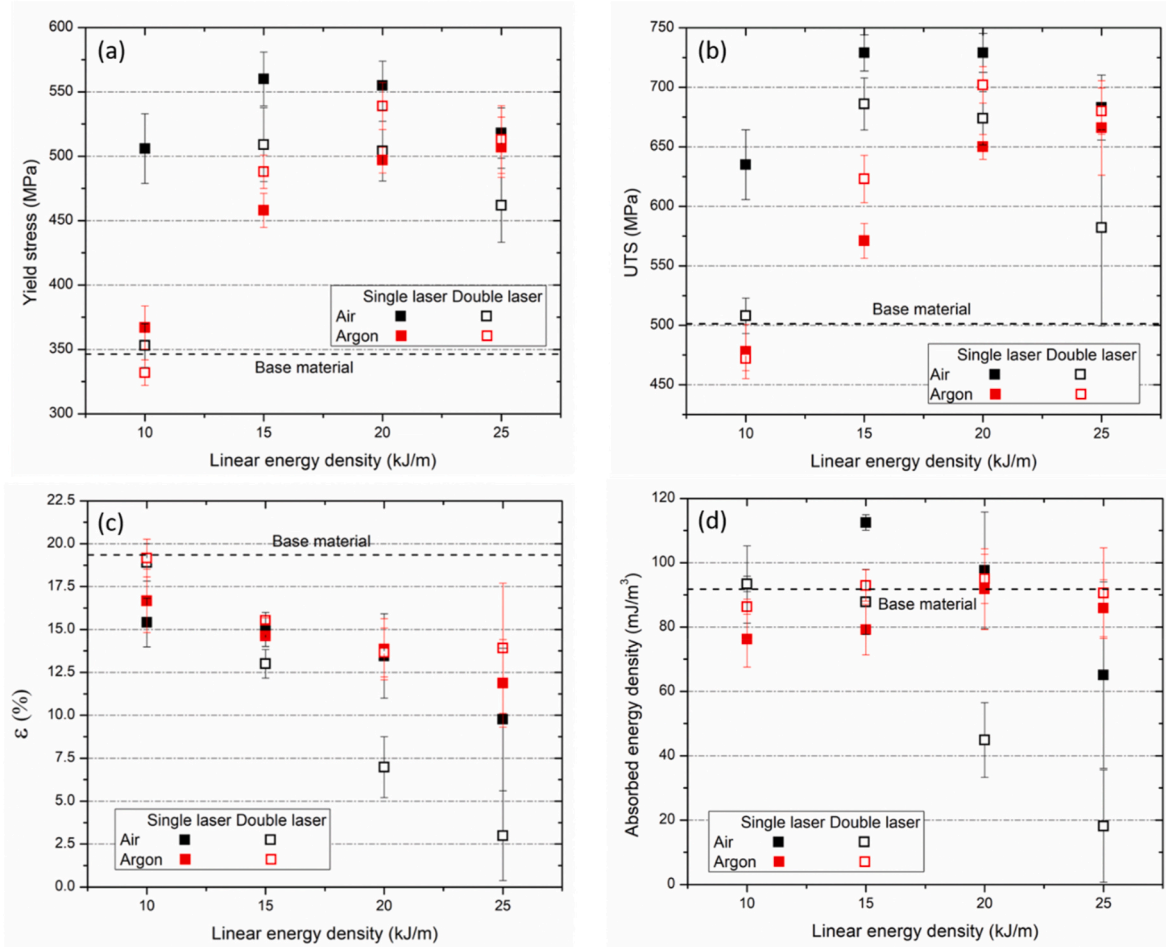 (a)
600
550
500
450
400
350
300
Yield stress (MPa)
Single laser Double laser
Air
Argon
Base material
10 15 20 25
Linear energy density (kJ/m)
(b)
750
700
650
600
550
500
450
UTS (MPa)
Base material
Single laser Double laser
Air
Argon
10 15 20 25
Linear energy density (kJ/m)
(c)
22.5
20.0
17.5
15.0
12.5
10.0
7.5
5.0
2.5
0.0
ε (%)
Base material
Single laser Double laser
Air
Argon
10 15 20 25
Linear energy density (kJ/m)
(d)
120
100
80
60
40
20
0
Absorbed energy density (mJ/m³)
Base material
Single laser Double laser
Air
Argon
10 15 20 25
Linear energy density (kJ/m)